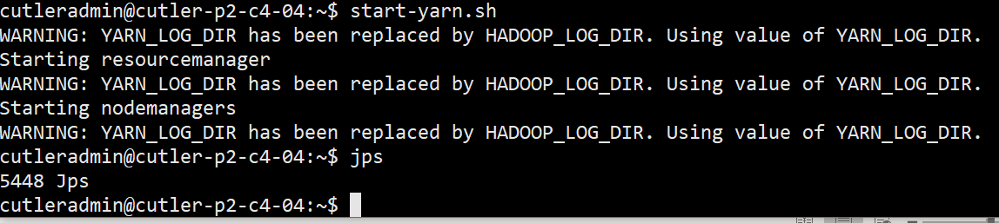 cutleradmin@cutler-p2-c4-04:~$ start-yarn.sh
WARNING: YARN_LOG_DIR has been replaced by HADOOP_LOG_DIR. Using value of YARN_LOG_DIR.
Starting resourcemanager
WARNING: YARN_LOG_DIR has been replaced by HADOOP_LOG_DIR. Using value of YARN_LOG_DIR.
Starting nodemanagers
WARNING: YARN_LOG_DIR has been replaced by HADOOP_LOG_DIR. Using value of YARN_LOG_DIR.
cutleradmin@cutler-p2-c4-04:~$ jps
5448 Jps
cutleradmin@cutler-p2-c4-04:~$